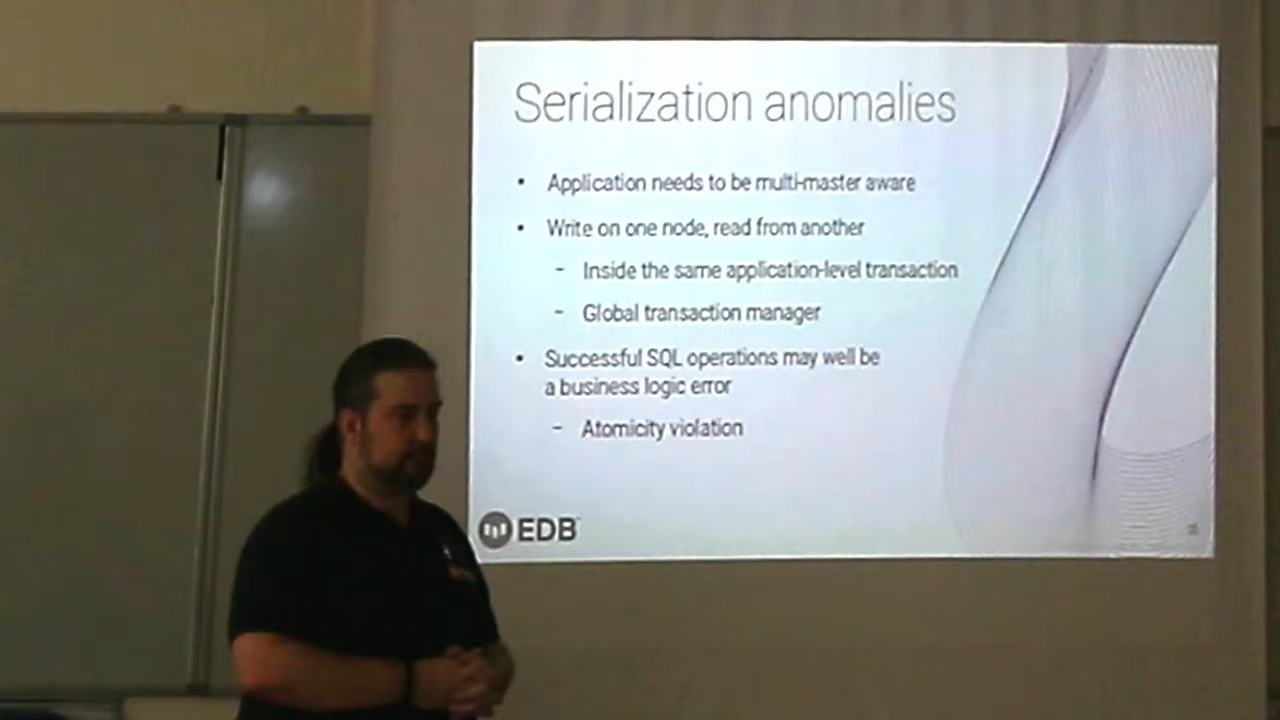 Serialization anomalies
• Application needs to be multi-master aware
• Write on one node, read from another
- Inside the same application-level transaction
- Global transaction manager
• Successful SQL operations may well be
a business logic error
- Atomicity violation
EDB